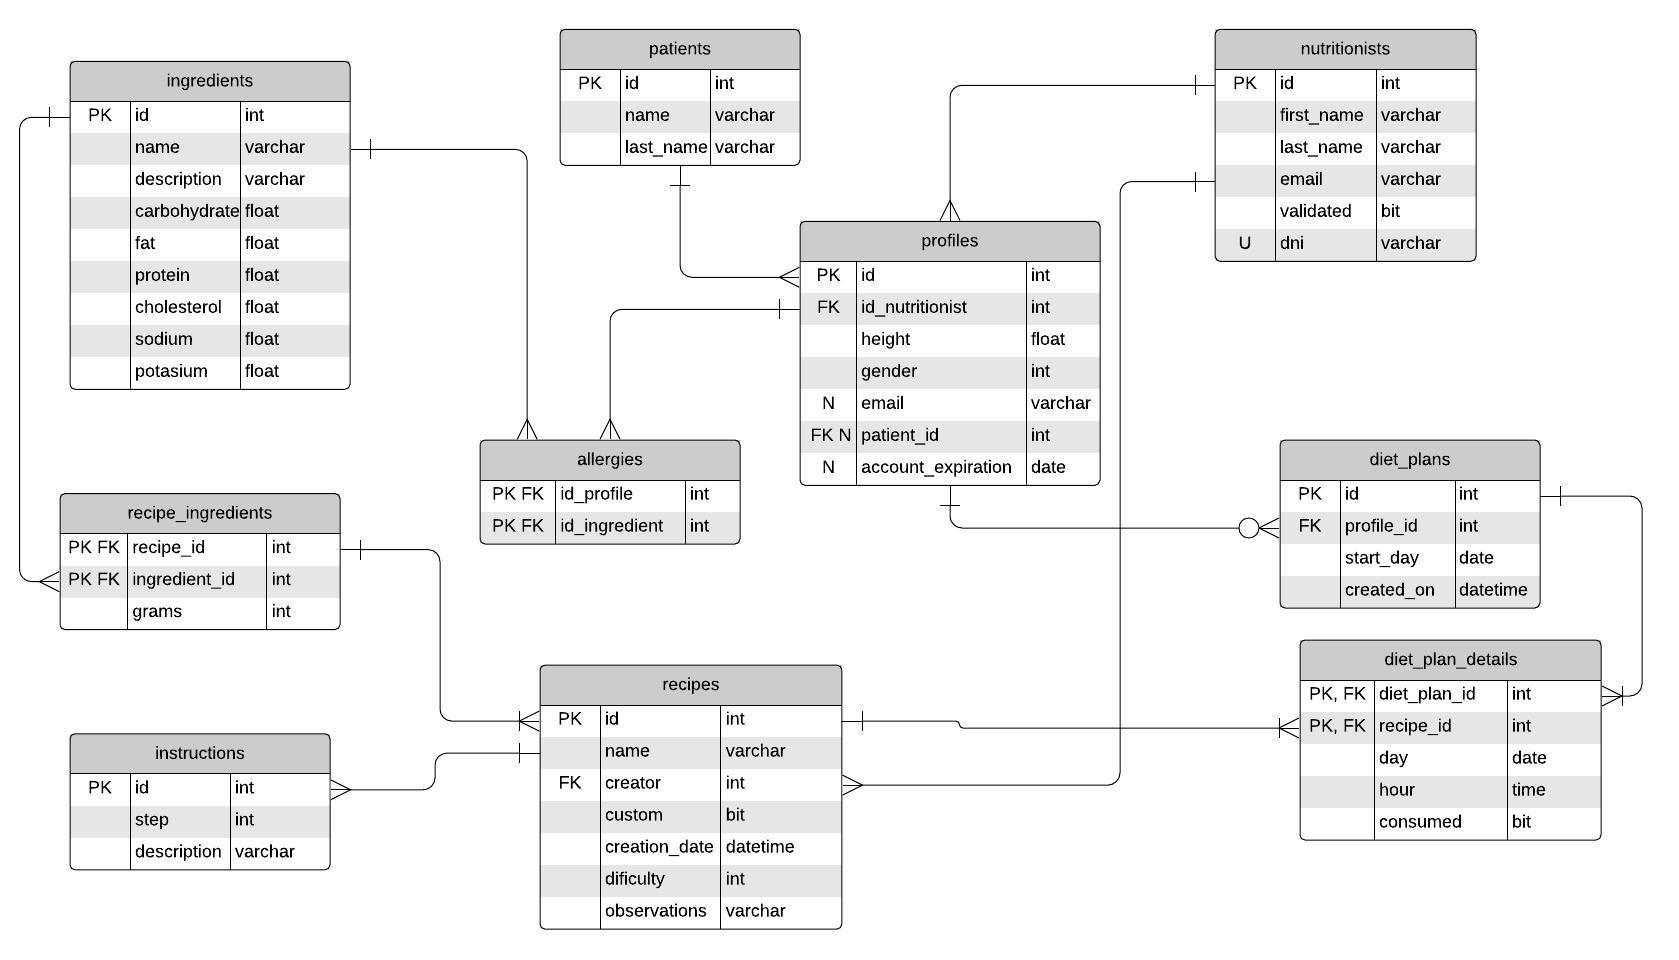 patients
PK id int
name varchar
last_name varchar
nutritionists
PK id int
first_name varchar
last_name varchar
email varchar
validated bit
U dni varchar
ingredients
PK id int
name varchar
description varchar
carbohydrate float
fat float
protein float
cholesterol float
sodium float
potasium float
profiles
PK id int
FK id_nutritionist int
height float
gender int
N email varchar
FK N patient_id int
N account_expiration date
allergies
PK FK id_profile int
PK FK id_ingredient int
diet_plans
PK id int
FK profile_id int
start_day date
created_on datetime
recipe_ingredients
PK FK recipe_id int
PK FK ingredient_id int
grams int
diet_plan_details
PK, FK diet_plan_id int
PK, FK recipe_id int
day date
hour time
consumed bit
recipes
PK id int
name varchar
FK creator int
custom bit
creation_date datetime
dificulty int
observations varchar
instructions
PK id int
step int
description varchar